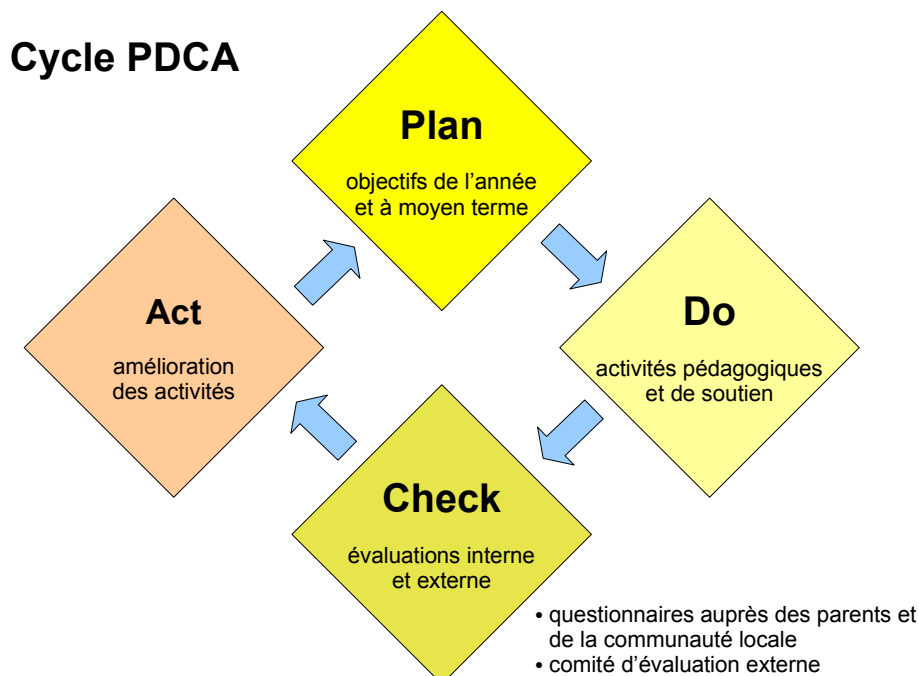 Cycle PDCA
Plan
objectifs de l’année
et à moyen terme
Act
amélioration
des activités
Do
activités pédagogiques
et de soutien
Check
évaluations interne
et externe
• questionnaires auprès des parents et
de la communauté locale
• comité d’évaluation externe